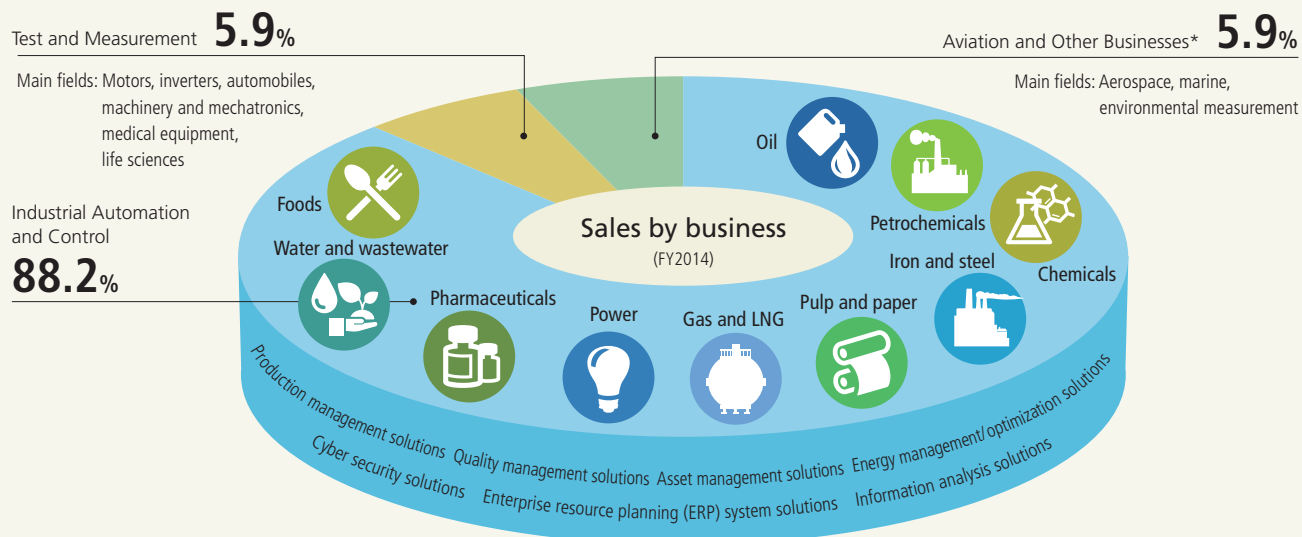 Test and Measurement 5.9%
Main fields: Motors, inverters, automobiles,
machinery and mechatronics,
medical equipment,
life sciences
Aviation and Other Businesses* 5.9%
Main fields: Aerospace, marine,
environmental measurement
Industrial Automation
and Control
88.2%
Sales by business
(FY2014)
Oil
Petrochemicals
Chemicals
Iron and steel
Pulp and paper
Gas and LNG
Power
Pharmaceuticals
Water and wastewater
Foods
Production management solutions
Quality management solutions
Asset management solutions
Energy management/optimization solutions
Cyber security solutions
Enterprise resource planning (ERP) system solutions
Information analysis solutions